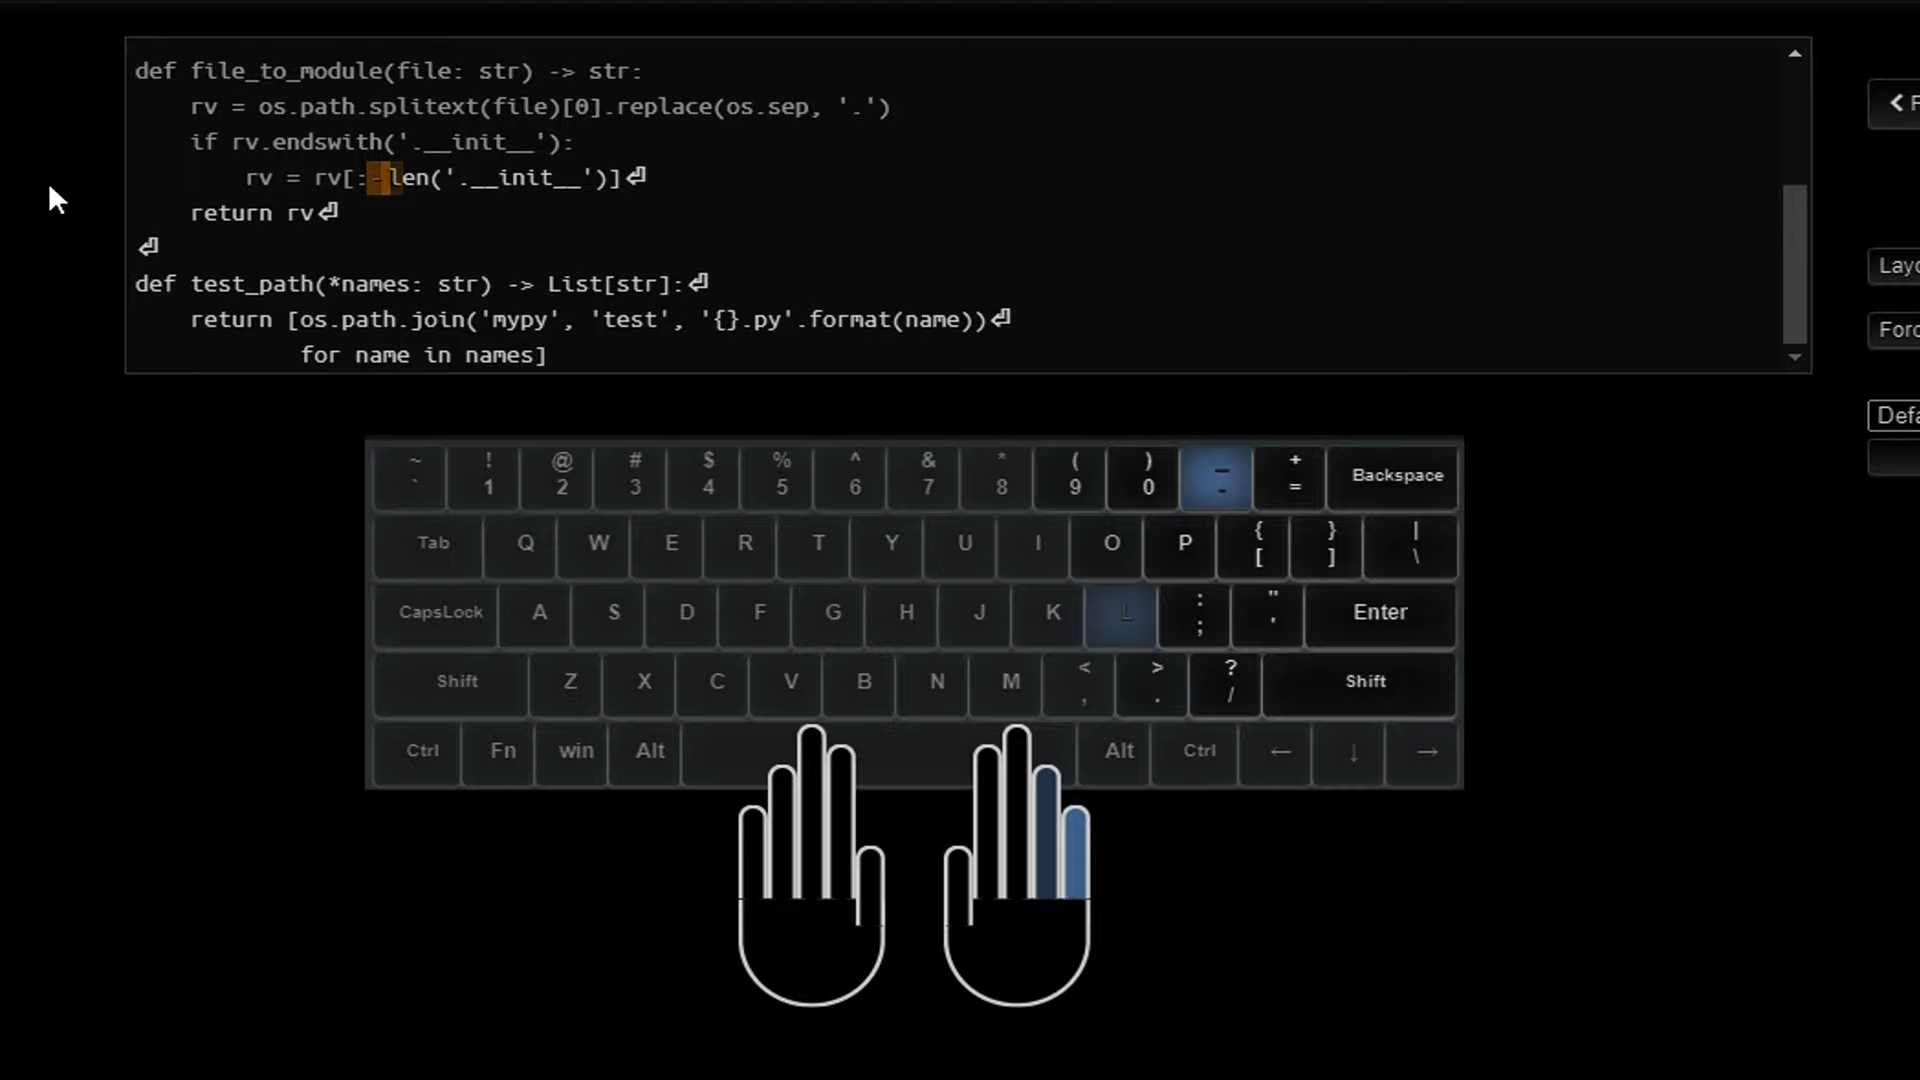 def file_to_module(file: str) -> str:
    rv = os.path.splitext(file)[0].replace(os.sep, '.')
    if rv.endswith('.__init__'):
        rv = rv[:-len('.__init__')]⏎
    return rv⏎
⏎
def test_path(*names: str) -> List[str]:⏎
    return [os.path.join('mypy', 'test', '{}.py'.format(name))⏎
            for name in names]
~ ! @ # $ % ^ & * ( ) _ +
` 1 2 3 4 5 6 7 8 9 0 - = Backspace
Tab Q W E R T Y U I O P { [ } ] | \
CapsLock A S D F G H J K L : ; " ' Enter
Shift Z X C V B N M < , > . ? / Shift
Ctrl Fn win Alt Alt Ctrl ← ↓ →